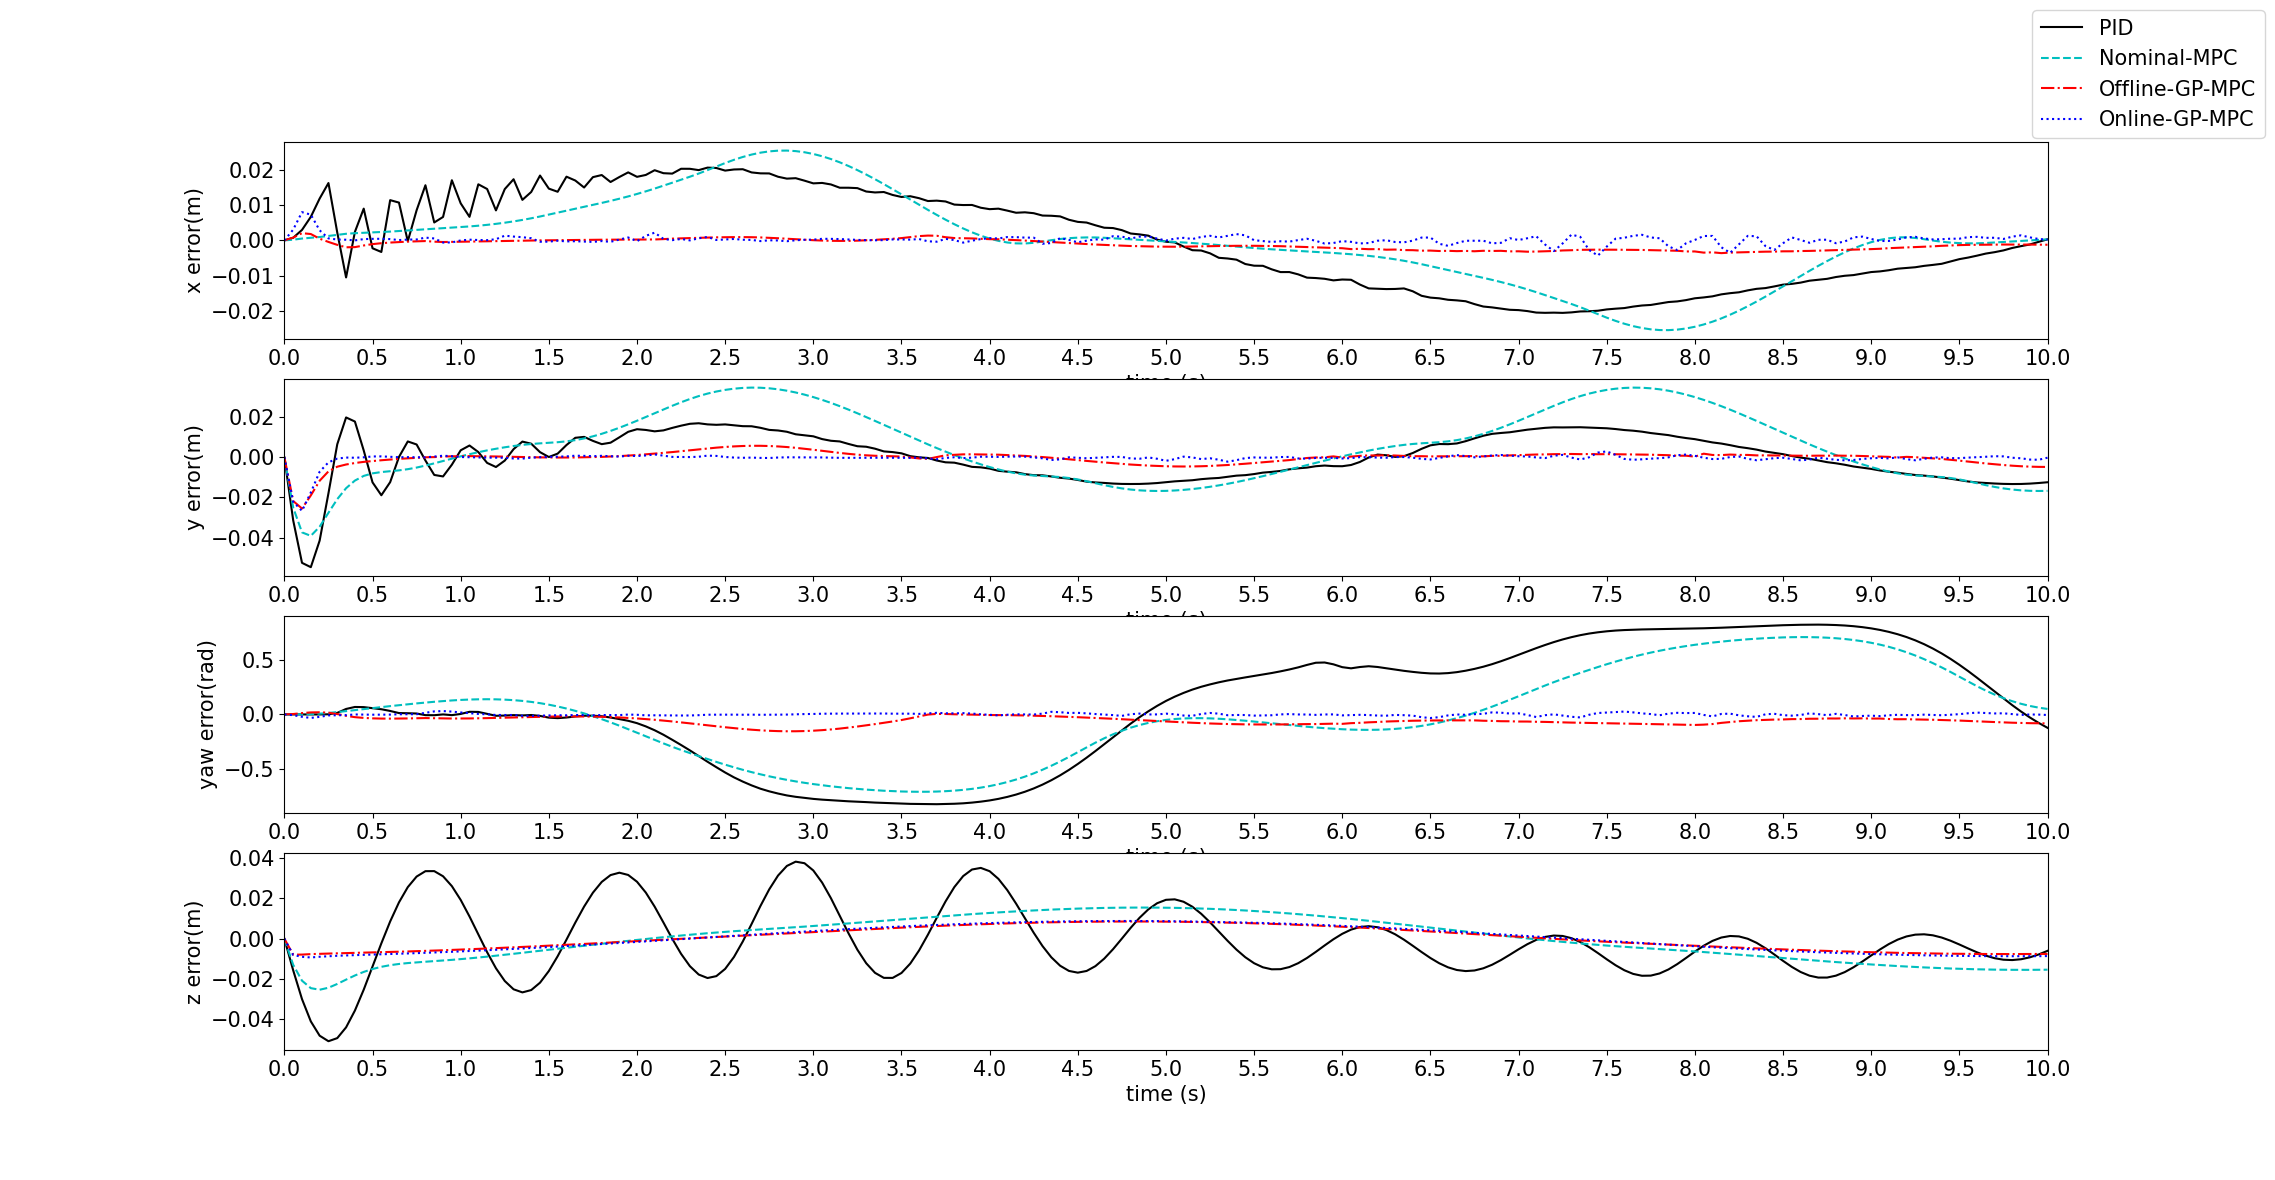 PID
Nominal-MPC
Offline-GP-MPC
Online-GP-MPC
x error(m)
0.02
0.01
0.00
−0.01
−0.02
0.0 0.5 1.0 1.5 2.0 2.5 3.0 3.5 4.0 4.5 5.0 5.5 6.0 6.5 7.0 7.5 8.0 8.5 9.0 9.5 10.0
time (s)
y error(m)
0.02
0.00
−0.02
−0.04
0.0 0.5 1.0 1.5 2.0 2.5 3.0 3.5 4.0 4.5 5.0 5.5 6.0 6.5 7.0 7.5 8.0 8.5 9.0 9.5 10.0
time (s)
yaw error(rad)
0.5
0.0
−0.5
0.0 0.5 1.0 1.5 2.0 2.5 3.0 3.5 4.0 4.5 5.0 5.5 6.0 6.5 7.0 7.5 8.0 8.5 9.0 9.5 10.0
time (s)
z error(m)
0.04
0.02
0.00
−0.02
−0.04
0.0 0.5 1.0 1.5 2.0 2.5 3.0 3.5 4.0 4.5 5.0 5.5 6.0 6.5 7.0 7.5 8.0 8.5 9.0 9.5 10.0
time (s)